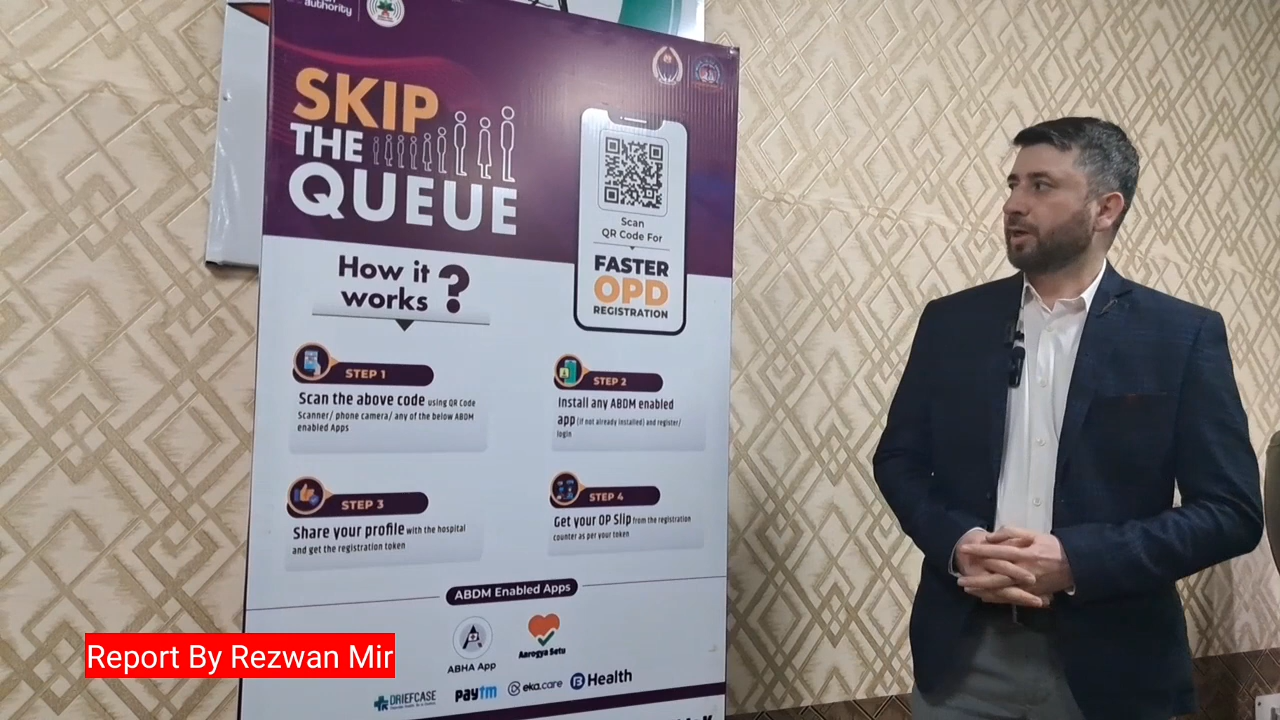 authority
SKIP
THE
QUEUE
Scan
QR Code For
FASTER
OPD
REGISTRATION
How it
works ?
STEP 1
Scan the above code using QR Code
Scanner/ phone camera/ any of the below ABDM
enabled Apps
STEP 2
Install any ABDM enabled
app (if not already installed) and register/
login
STEP 3
Share your profile with the hospital
and get the registration token
STEP 4
Get your OP Slip from the registration
counter as per your token
ABDM Enabled Apps
ABHA App
Aarogya Setu
DRIEFCASE
paytm
eka.care
Health
Report By Rezwan Mir